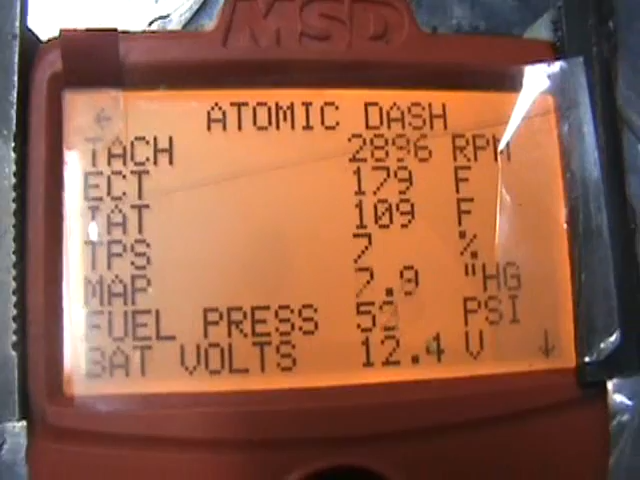 MSD
← ATOMIC DASH
TACH 2896 RPM
ECT 179 F
IAT 109 F
TPS 7 %
MAP 7.9 "HG
FUEL PRESS PSI
BAT VOLTS 12.4 V ↓